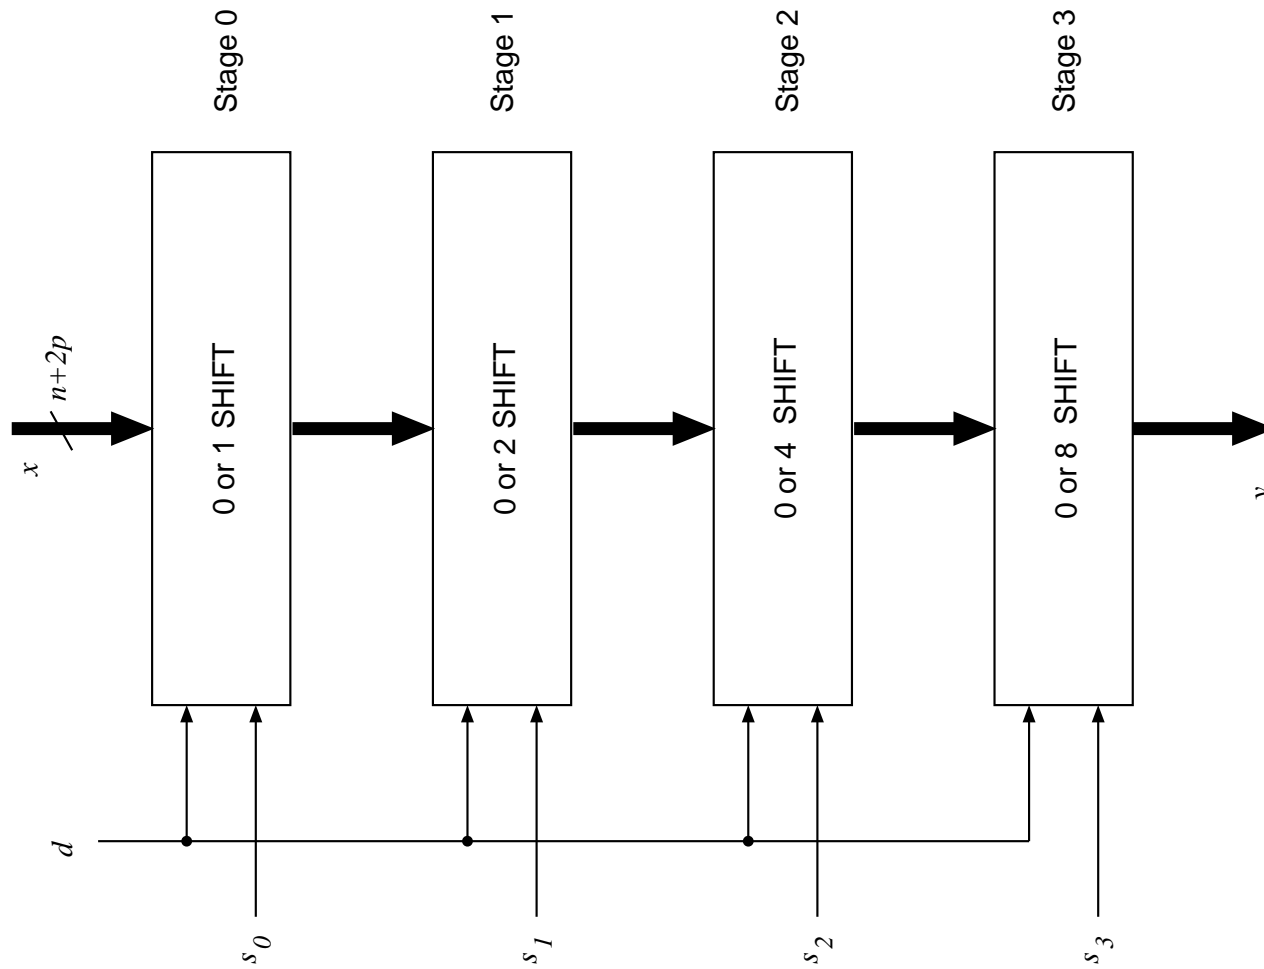 x
n+2p
Stage 0
0 or 1 SHIFT
s0
Stage 1
0 or 2 SHIFT
s1
Stage 2
0 or 4 SHIFT
s2
Stage 3
0 or 8 SHIFT
s3
d